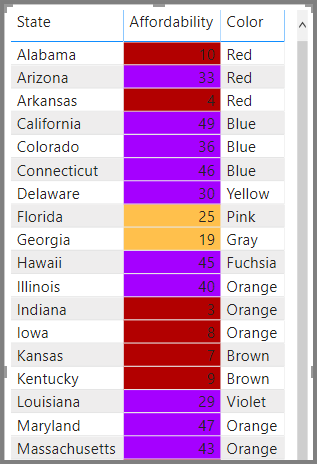 State Affordability Color
Alabama 10 Red
Arizona 33 Red
Arkansas 4 Red
California 49 Blue
Colorado 36 Blue
Connecticut 46 Blue
Delaware 30 Yellow
Florida 25 Pink
Georgia 19 Gray
Hawaii 45 Fuchsia
Illinois 40 Orange
Indiana 3 Orange
Iowa 8 Orange
Kansas 7 Brown
Kentucky 9 Brown
Louisiana 29 Violet
Maryland 47 Orange
Massachusetts 43 Orange